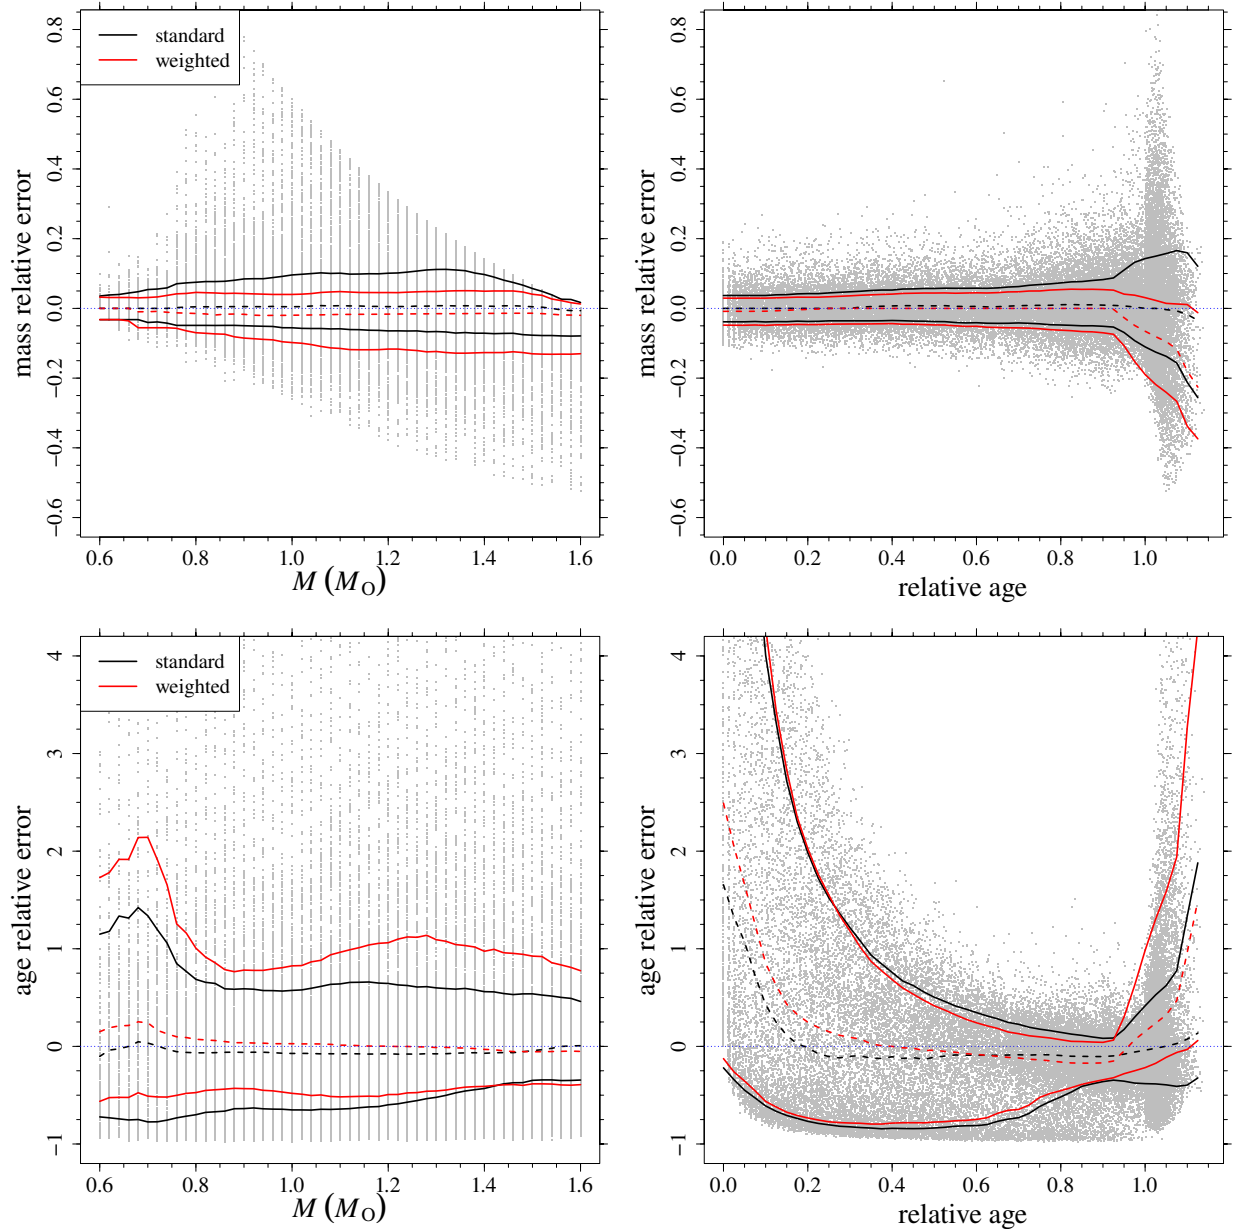 standard
weighted
mass relative error
−0.6 −0.4 −0.2 0.0 0.2 0.4 0.6 0.8
0.6 0.8 1.0 1.2 1.4 1.6
M (M_O)
mass relative error
−0.6 −0.4 −0.2 0.0 0.2 0.4 0.6 0.8
0.0 0.2 0.4 0.6 0.8 1.0
relative age
standard
weighted
age relative error
−1 0 1 2 3 4
0.6 0.8 1.0 1.2 1.4 1.6
M (M_O)
age relative error
−1 0 1 2 3 4
0.0 0.2 0.4 0.6 0.8 1.0
relative age